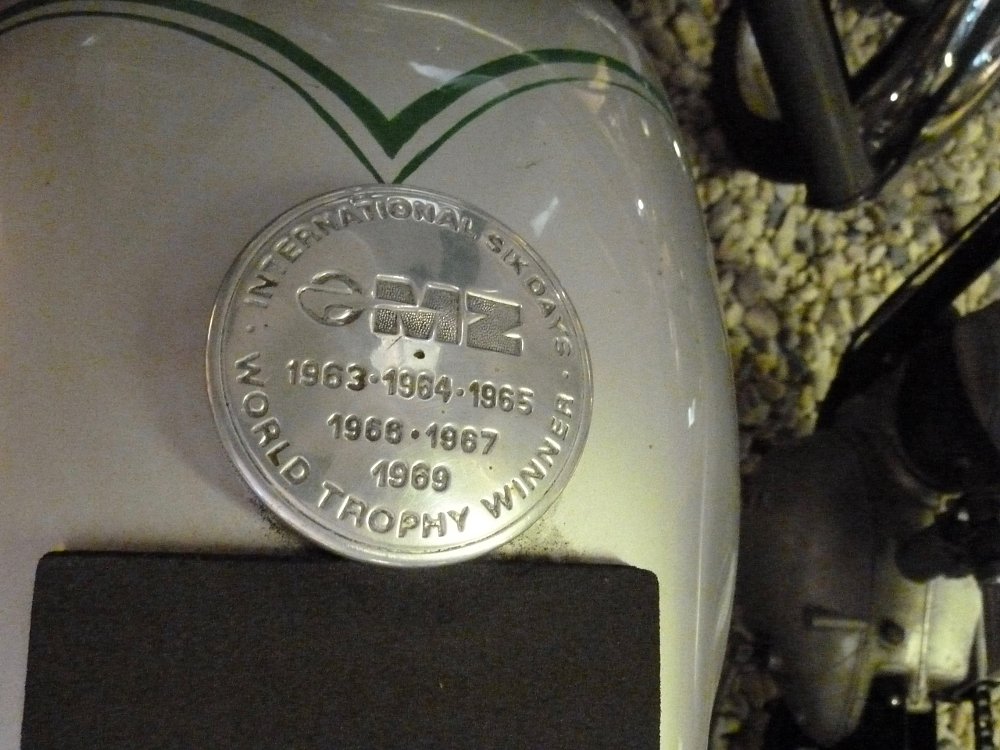 INTERNATIONAL SIX DAYS
MZ
1963·1964·1965
1966·1967
1969
·WORLD TROPHY WINNER·